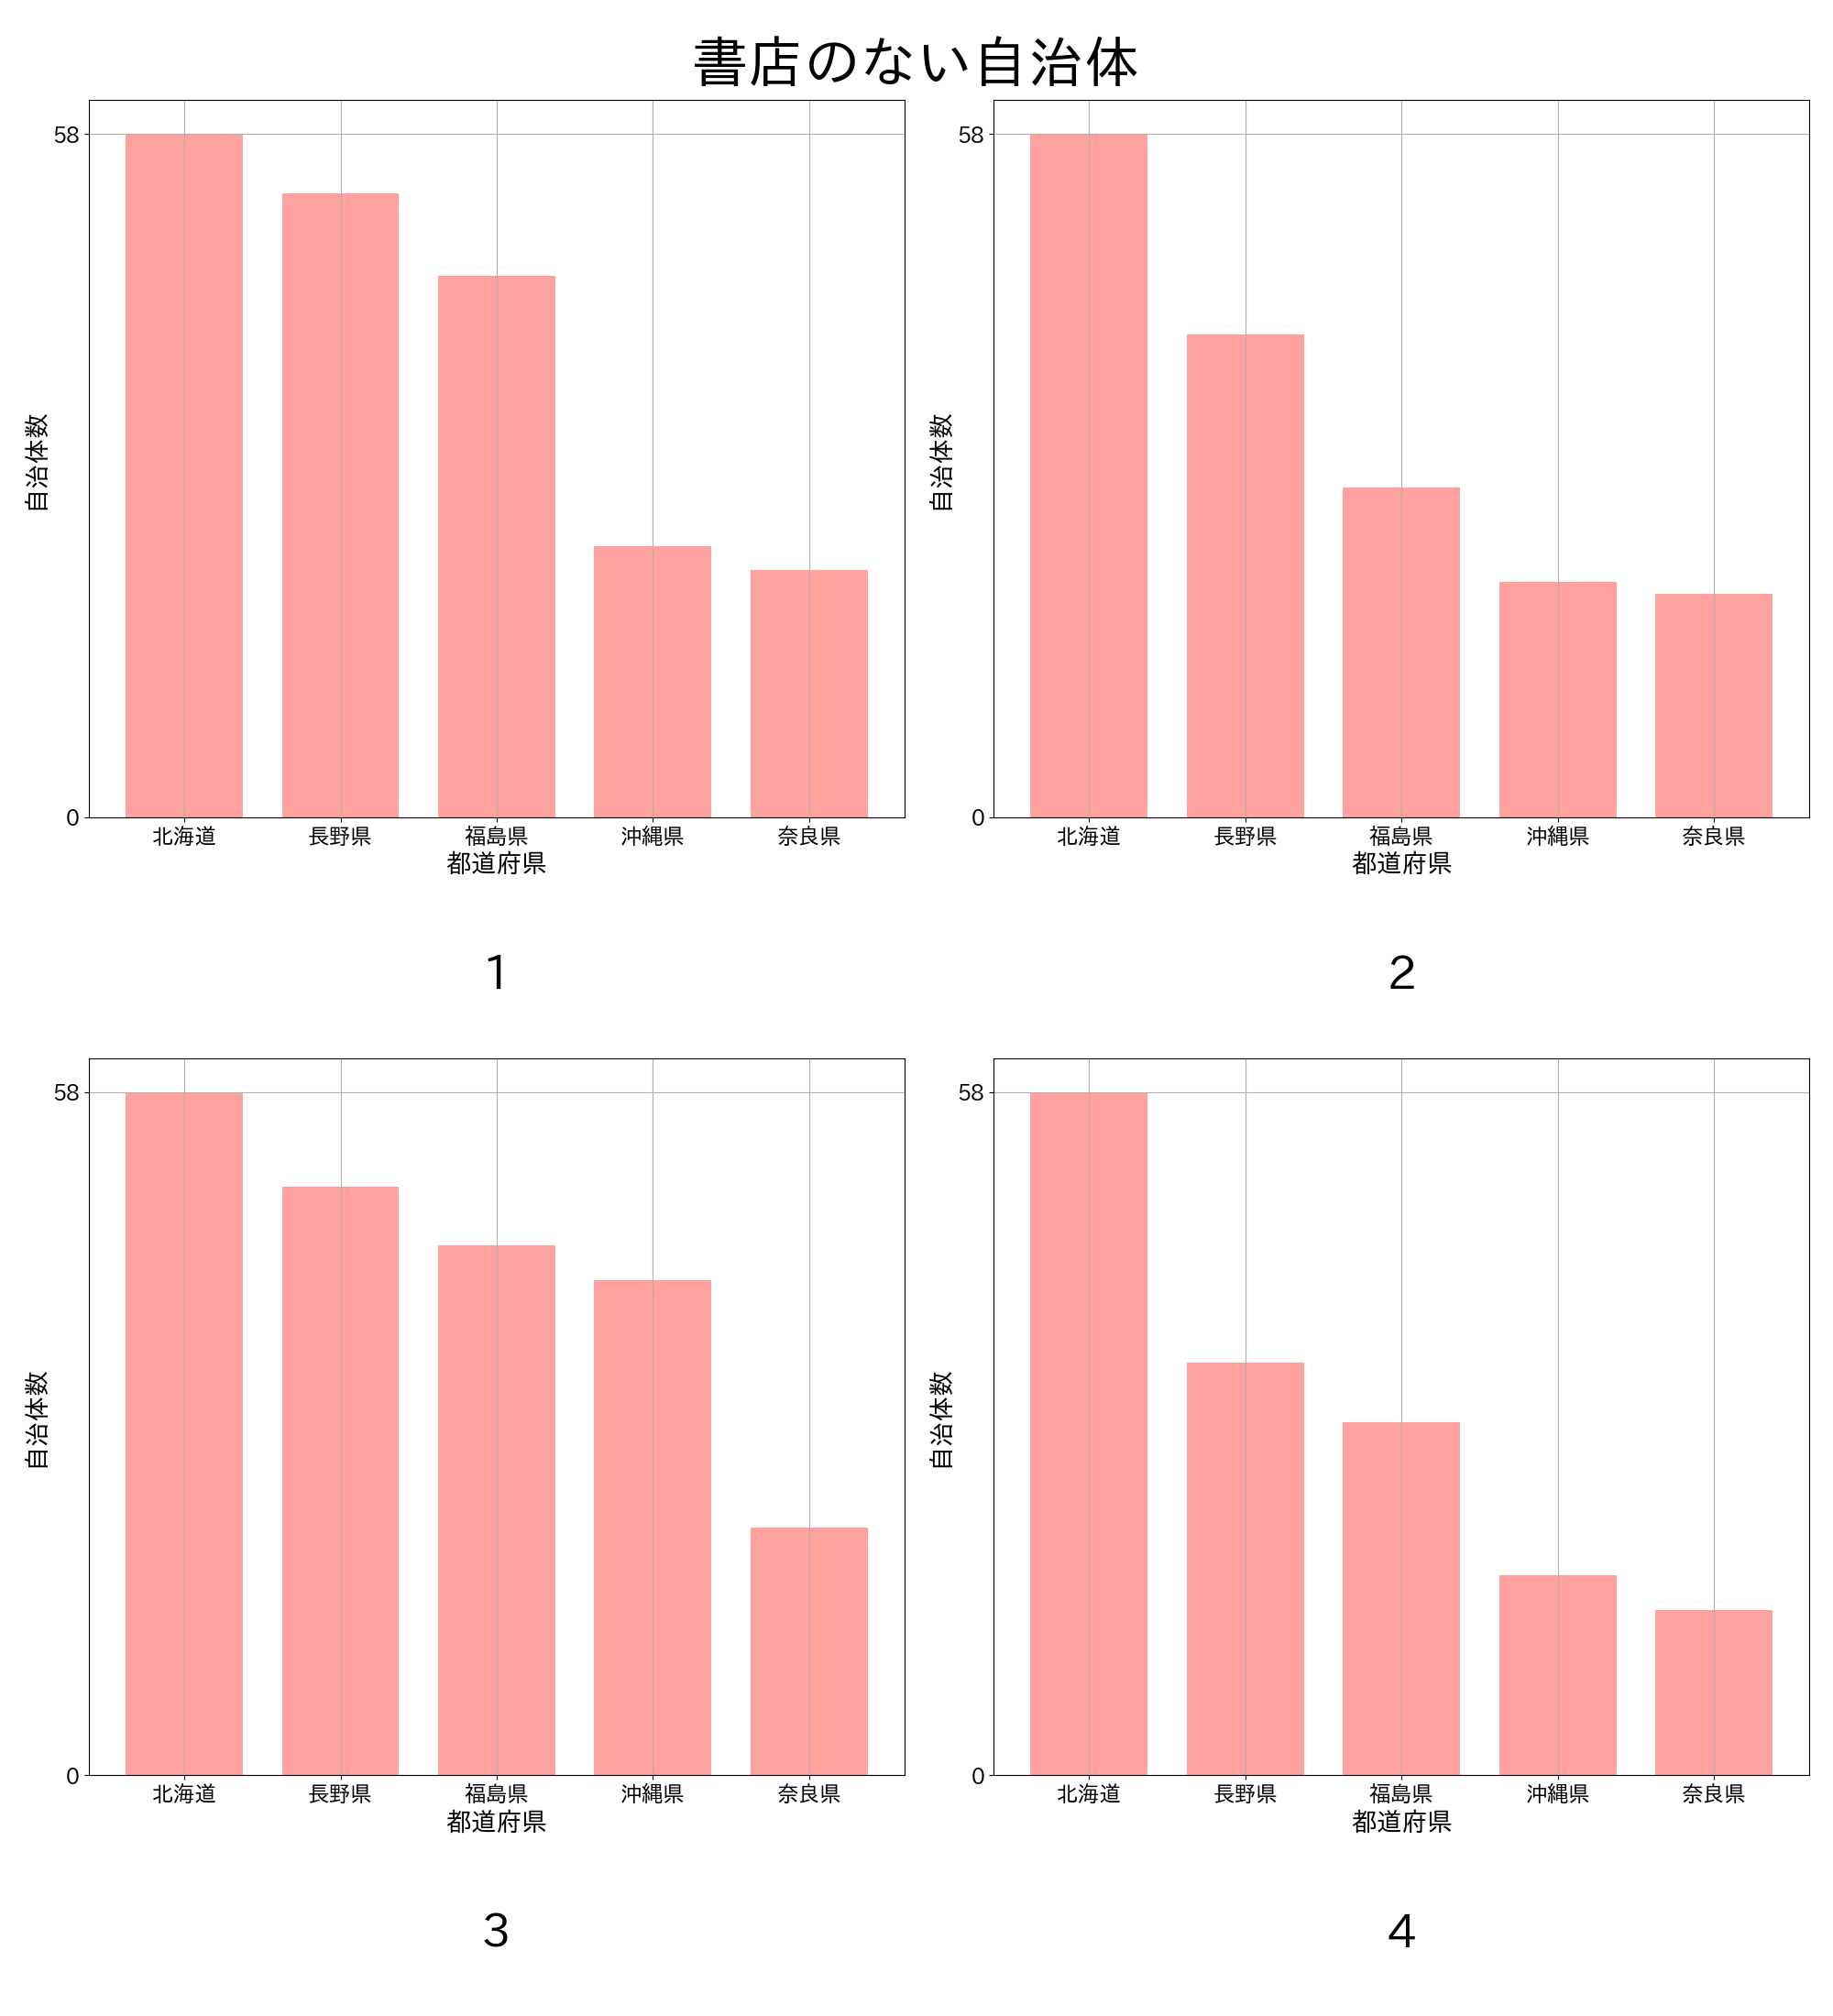 書店のない自治体
58
0
自治体数
北海道 長野県 福島県 沖縄県 奈良県
都道府県
1
58
0
自治体数
北海道 長野県 福島県 沖縄県 奈良県
都道府県
2
58
0
自治体数
北海道 長野県 福島県 沖縄県 奈良県
都道府県
3
58
0
自治体数
北海道 長野県 福島県 沖縄県 奈良県
都道府県
4